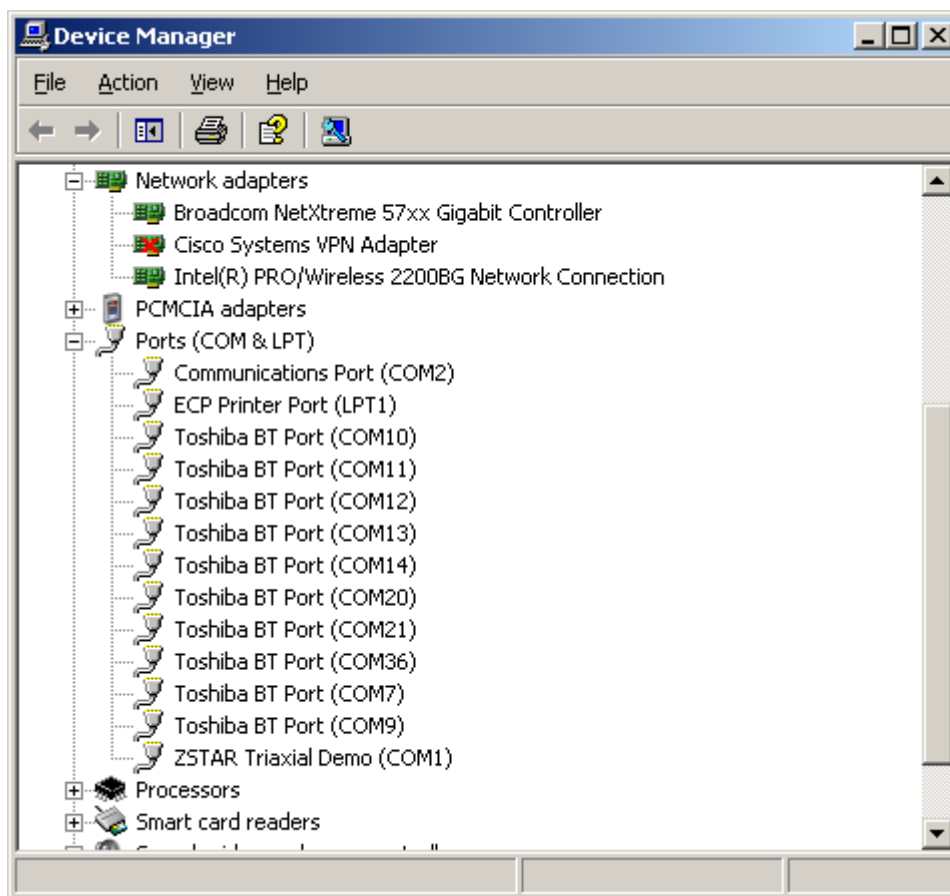 Device Manager
File Action View Help
Network adapters
Broadcom NetXtreme 57xx Gigabit Controller
Cisco Systems VPN Adapter
Intel(R) PRO/Wireless 2200BG Network Connection
PCMCIA adapters
Ports (COM & LPT)
Communications Port (COM2)
ECP Printer Port (LPT1)
Toshiba BT Port (COM10)
Toshiba BT Port (COM11)
Toshiba BT Port (COM12)
Toshiba BT Port (COM13)
Toshiba BT Port (COM14)
Toshiba BT Port (COM20)
Toshiba BT Port (COM21)
Toshiba BT Port (COM36)
Toshiba BT Port (COM7)
Toshiba BT Port (COM9)
ZSTAR Triaxial Demo (COM1)
Processors
Smart card readers